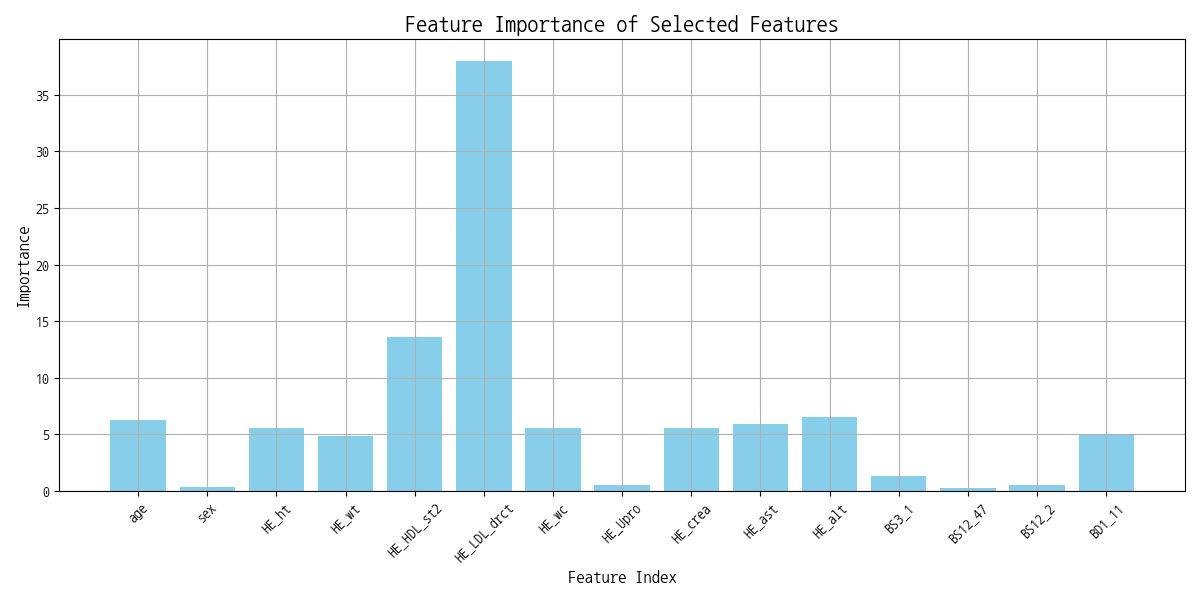 Feature Importance of Selected Features
Importance
35
30
25
20
15
10
5
0
age
sex
HE_ht
HE_wt
HE_HDL_st2
HE_LDL_drct
HE_wc
HE_Upro
HE_crea
HE_ast
HE_alt
BS3_1
BS12_47
BS12_2
BD1_11
Feature Index